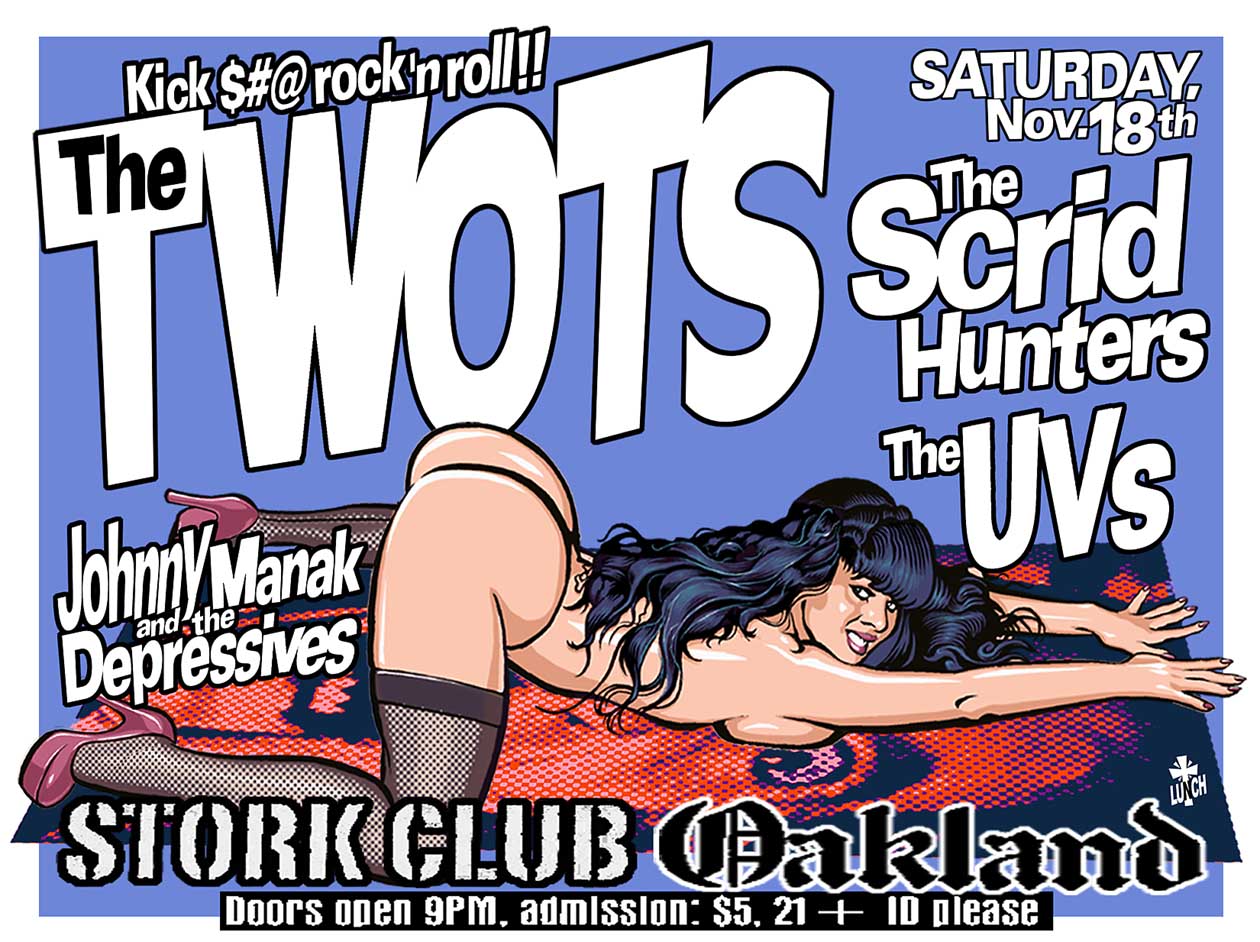 Kick $#@ rock'n roll!!
The
TWOTS
SATURDAY,
Nov. 18th
The
Scrid
Hunters
The UVs
Johnny Manak
and the
Depressives
LUNCH
STORK CLUB Oakland
Doors open 9PM, admission: $5, 21 + ID please